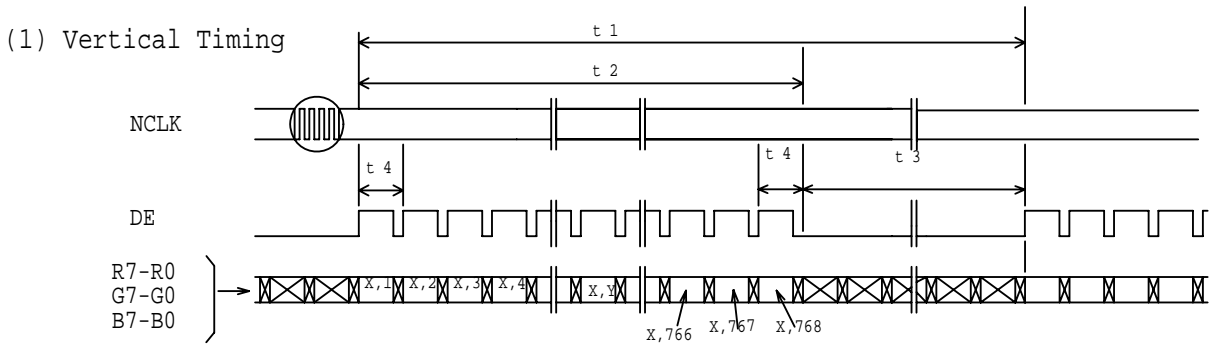 (1) Vertical Timing
t 1
t 2
NCLK
t 4
t 4
t 3
DE
R7-R0
G7-G0
B7-B0
X,1
X,2
X,3
X,4
X,Y
X,766
X,767
X,768